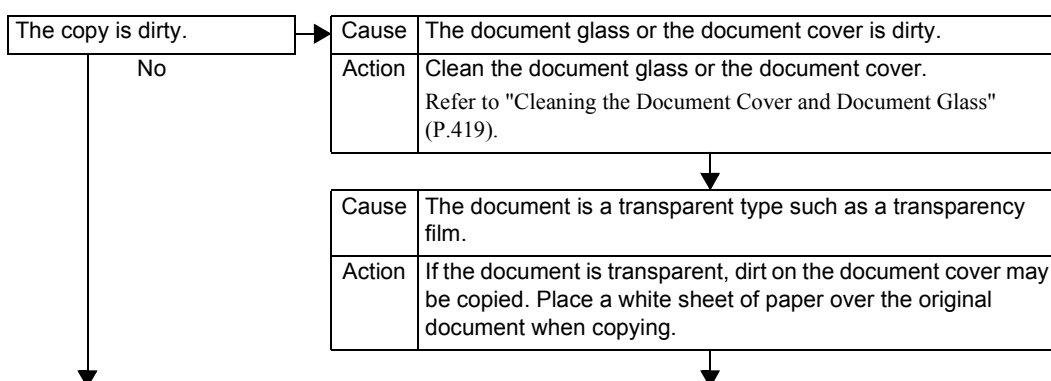 The copy is dirty.
No
Cause The document glass or the document cover is dirty.
Action Clean the document glass or the document cover.
Refer to "Cleaning the Document Cover and Document Glass"
(P.419).
Cause The document is a transparent type such as a transparency
film.
Action If the document is transparent, dirt on the document cover may
be copied. Place a white sheet of paper over the original
document when copying.